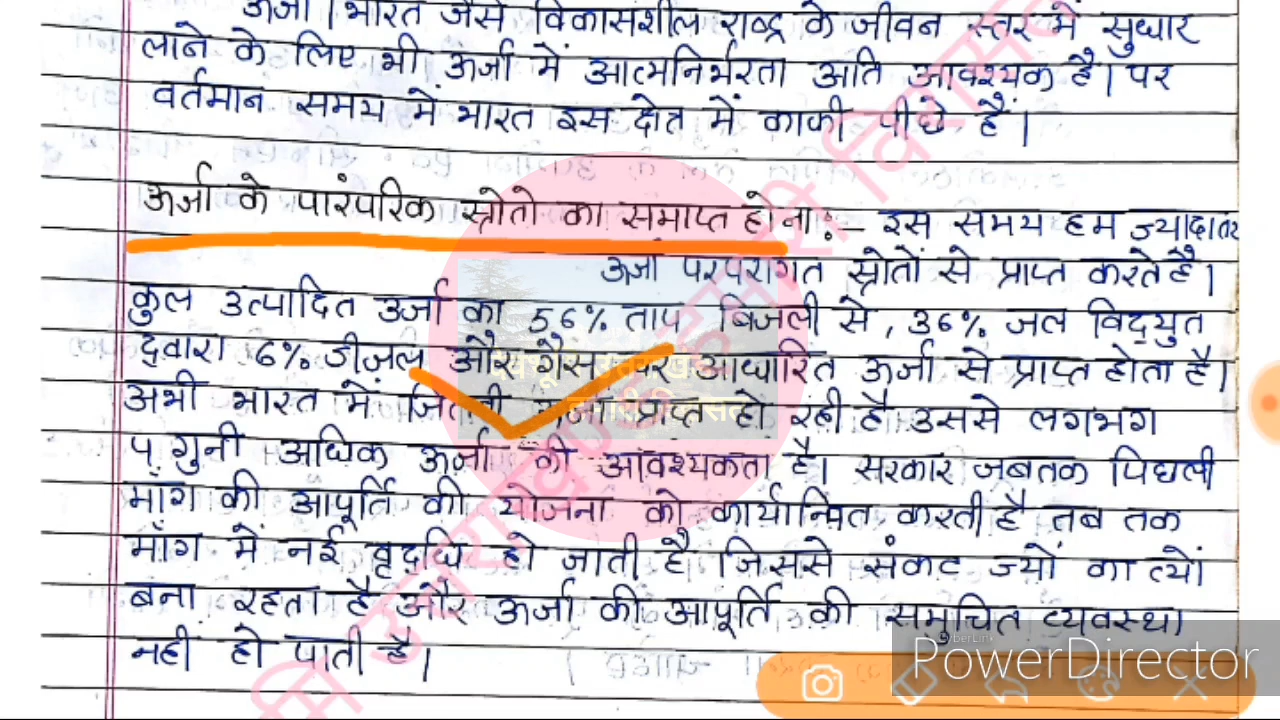 ऊर्जा। भारत जैसे विकासशील राष्ट्र के जीवन स्तर में सुधार
लाने के लिए भी ऊर्जा में आत्मनिर्भरता अति आवश्यक है। पर
वर्तमान समय में भारत इस क्षेत्र में काफी पीछे हैं।
ऊर्जा के पारंपरिक स्रोतो का समाप्त होना:- इस समय हम ज्यादातर
ऊर्जा परंपरागत स्रोतों से प्राप्त करते है।
कुल उत्पादित उर्जा का 56% ताप बिजली से, 36% जल विद्युत
द्वारा 6% डीजल और गैस पर आधारित ऊर्जा से प्राप्त होता है।
अभी भारत में जितनी ऊर्जा प्राप्त हो रही है उससे लगभग
प गुनी अधिक ऊर्जा की आवश्यकता है। सरकार जबतक पिछली
माँग की आपूर्ति की योजना को कार्यान्वित करती है तब तक
माँग में नई वृद्धि हो जाती है जिससे संकट ज्यों का त्यों
बना रहता है और ऊर्जा की आपूर्ति की समुचित व्यवस्था
नही हो पाती है।
CyberLink
PowerDirector